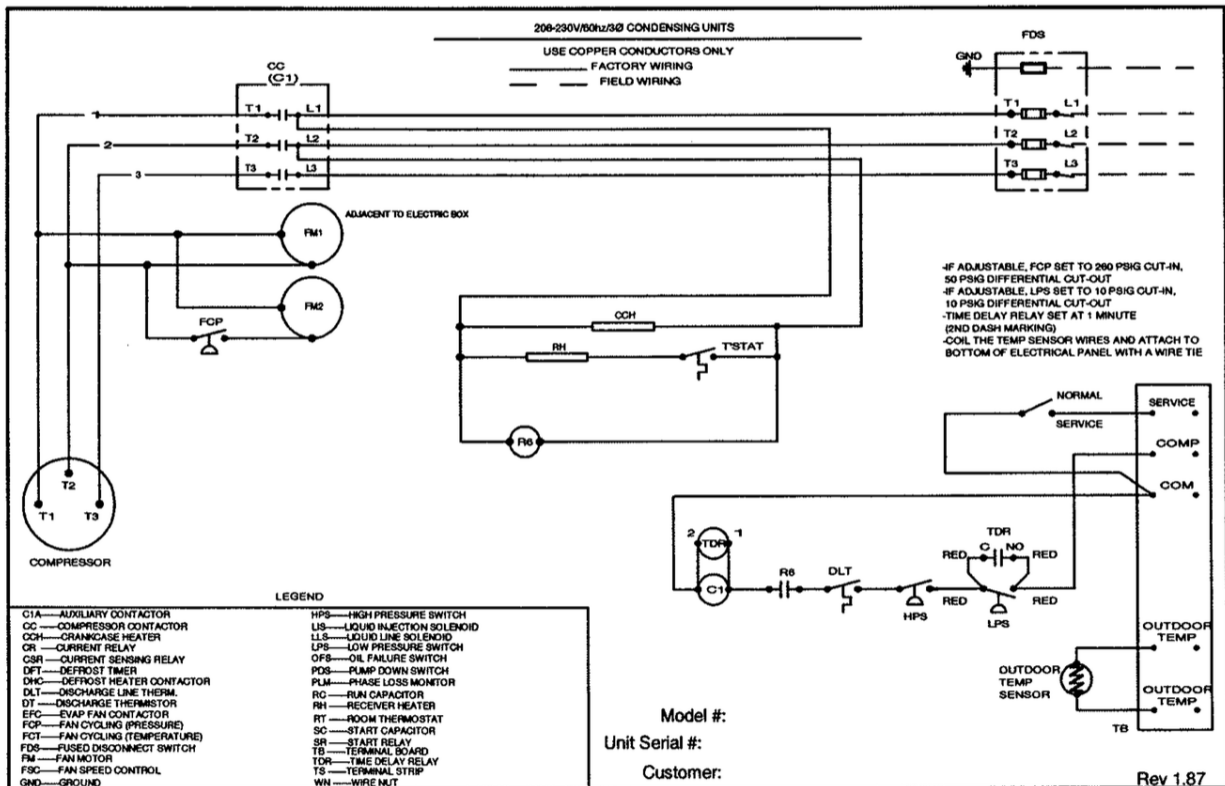 208-230V/60hz/3Ø CONDENSING UNITS
USE COPPER CONDUCTORS ONLY
FACTORY WIRING
FIELD WIRING
FDS
GND
CC
(C1)
T1 L1
T2 L2
T3 L3
1
2
3
T1 L1
T2 L2
T3 L3
FM1
ADJACENT TO ELECTRIC BOX
FM2
FCP
CCH
RH
T'STAT
R6
-IF ADJUSTABLE, FCP SET TO 260 PSIG CUT-IN,
50 PSIG DIFFERENTIAL CUT-OUT
-IF ADJUSTABLE, LPS SET TO 10 PSIG CUT-IN,
10 PSIG DIFFERENTIAL CUT-OUT
-TIME DELAY RELAY SET AT 1 MINUTE
(2ND DASH MARKING)
-COIL THE TEMP SENSOR WIRES AND ATTACH TO
BOTTOM OF ELECTRICAL PANEL WITH A WIRE TIE
NORMAL
SERVICE
SERVICE
COMP
COM
T2
T1 T3
COMPRESSOR
2 TDR 1
C1
R6
DLT
HPS
TDR
RED C NO RED
RED LPS RED
OUTDOOR
TEMP
OUTDOOR
TEMP
SENSOR
OUTDOOR
TEMP
TB
LEGEND
C1A AUXILIARY CONTACTOR
CC COMPRESSOR CONTACTOR
CCH CRANKCASE HEATER
CR CURRENT RELAY
CSR CURRENT SENSING RELAY
DFT DEFROST TIMER
DHC DEFROST HEATER CONTACTOR
DLT DISCHARGE LINE THERM.
DT DISCHARGE THERMISTOR
EFC EVAP FAN CONTACTOR
FCP FAN CYCLING (PRESSURE)
FCT FAN CYCLING (TEMPERATURE)
FDS FUSED DISCONNECT SWITCH
FM FAN MOTOR
FSC FAN SPEED CONTROL
GND GROUND
HPS HIGH PRESSURE SWITCH
LIS LIQUID INJECTION SOLENOID
LLS LIQUID LINE SOLENOID
LPS LOW PRESSURE SWITCH
OFS OIL FAILURE SWITCH
PDS PUMP DOWN SWITCH
PLM PHASE LOSS MONITOR
RC RUN CAPACITOR
RH RECEIVER HEATER
RT ROOM THERMOSTAT
SC START CAPACITOR
SR START RELAY
TB TERMINAL BOARD
TDR TIME DELAY RELAY
TS TERMINAL STRIP
WN WIRE NUT
Model #:
Unit Serial #:
Customer:
Rev 1.87